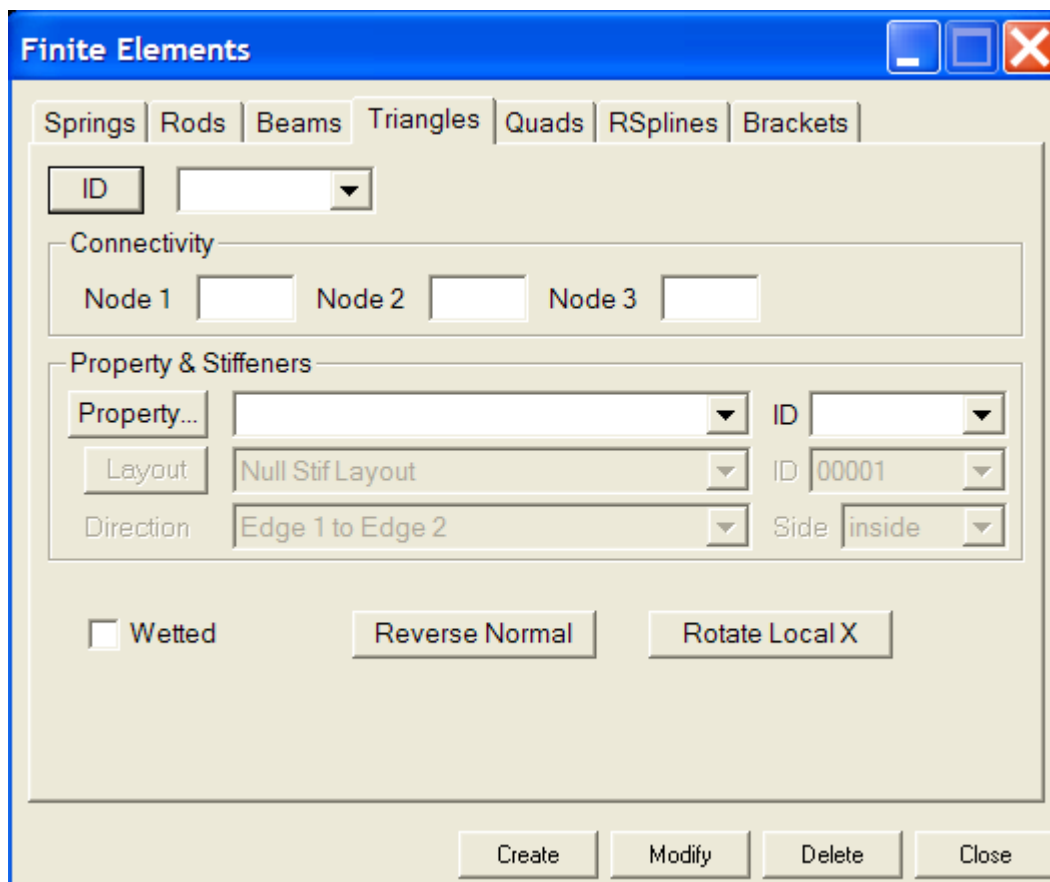 Finite Elements
Springs Rods Beams Triangles Quads RSplines Brackets
ID
Connectivity
Node 1 Node 2 Node 3
Property & Stiffeners
Property... ID
Layout Null Stif Layout ID 00001
Direction Edge 1 to Edge 2 Side inside
Wetted Reverse Normal Rotate Local X
Create Modify Delete Close